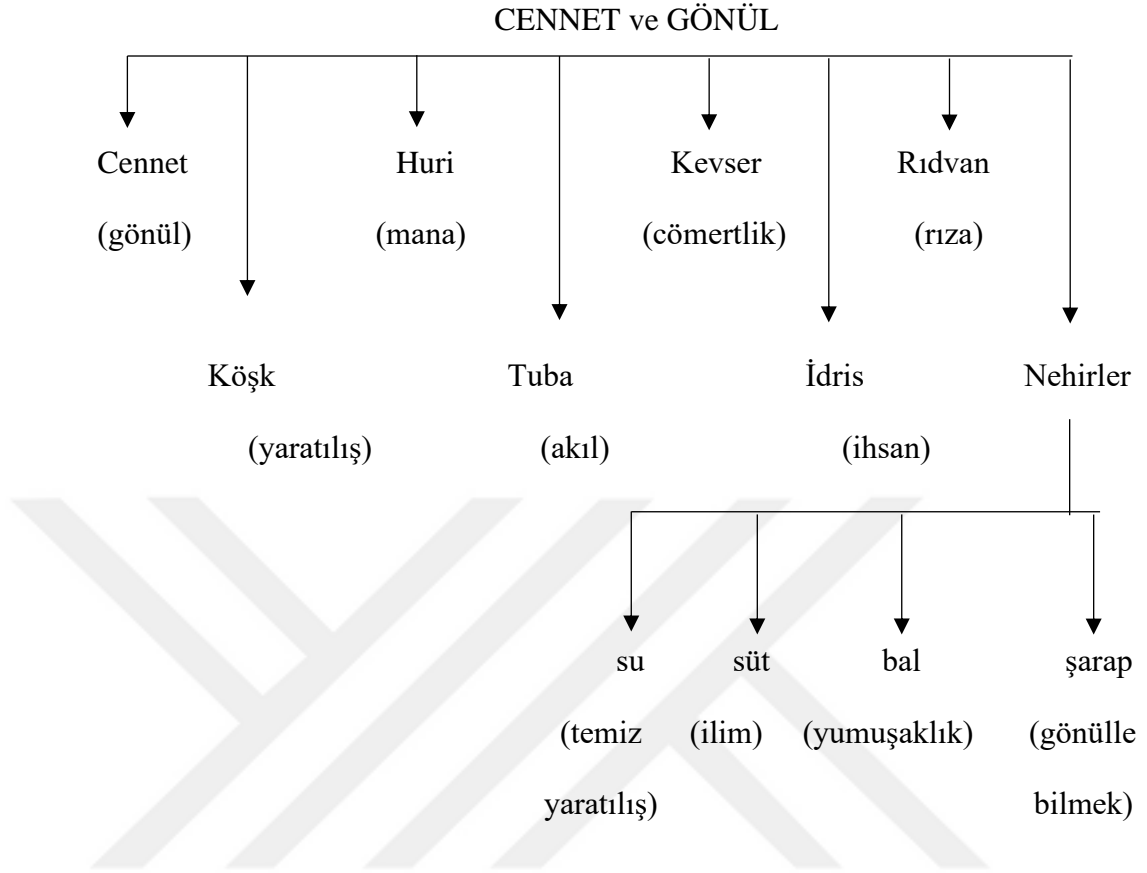 CENNET ve GÖNÜL
Cennet Huri Kevser Rıdvan
(gönül) (mana) (cömertlik) (rıza)
Köşk Tuba İdris Nehirler
(yaratılış) (akıl) (ihsan)
su süt bal şarap
(temiz (ilim) (yumuşaklık) (gönülle
yaratılış) bilmek)